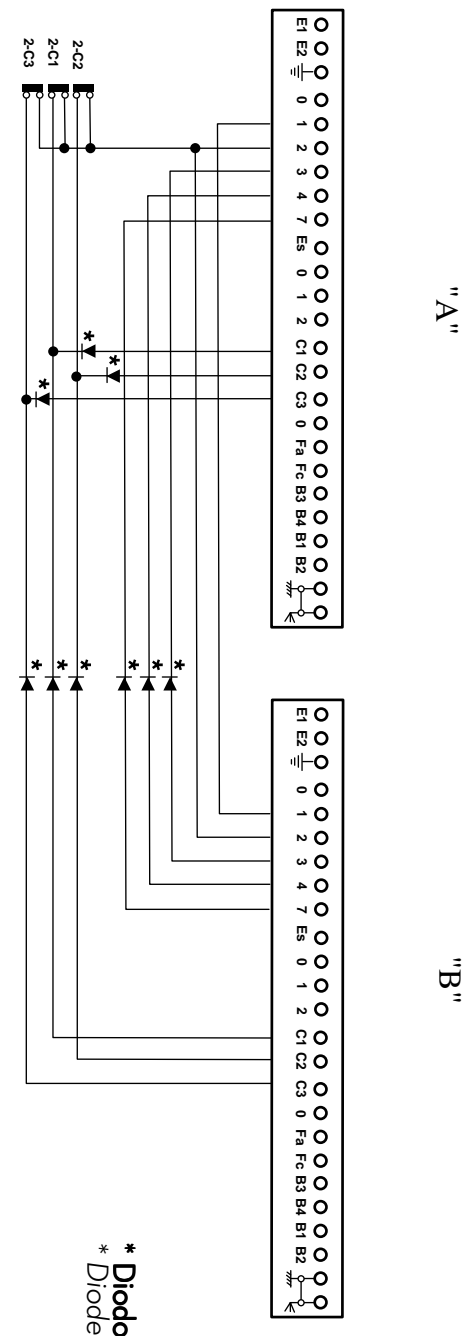 "A"
E1 E2 0 1 2 3 4 7 Es 0 1 2 C1 C2 C3 0 Fa Fc B3 B4 B1 B2
* * *
* * * * * *
2-C2
2-C1
2-C3
"B"
E1 E2 0 1 2 3 4 7 Es 0 1 2 C1 C2 C3 0 Fa Fc B3 B4 B1 B2
* Diodo
* Diode